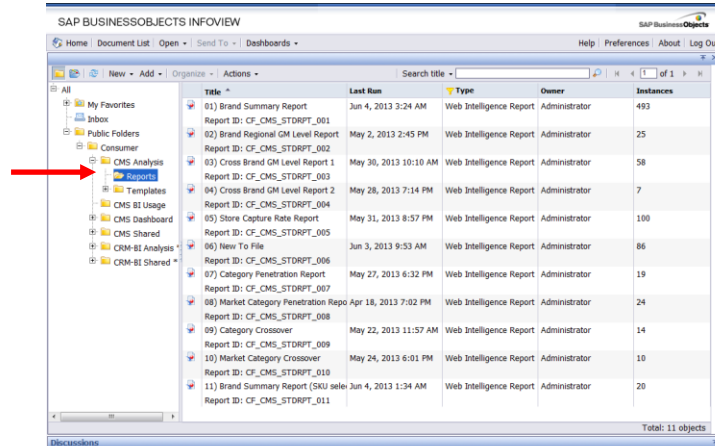 SAP BUSINESSOBJECTS INFOVIEW
SAP BusinessObjects
Home Document List Open Send To Dashboards Help Preferences About Log Ou
New Add Organize Actions Search title 1 of 1
All
My Favorites
Inbox
Public Folders
Consumer
CMS Analysis
Reports
Templates
CMS BI Usage
CMS Dashboard
CMS Shared
CRM-BI Analysis
CRM-BI Shared
Title Last Run Type Owner Instances
01) Brand Summary Report Jun 4, 2013 3:24 AM Web Intelligence Report Administrator 493
Report ID: CF_CMS_STDRPT_001
02) Brand Regional GM Level Report May 2, 2013 2:45 PM Web Intelligence Report Administrator 25
Report ID: CF_CMS_STDRPT_002
03) Cross Brand GM Level Report 1 May 30, 2013 10:10 AM Web Intelligence Report Administrator 58
Report ID: CF_CMS_STDRPT_003
04) Cross Brand GM Level Report 2 May 28, 2013 7:14 PM Web Intelligence Report Administrator 7
Report ID: CF_CMS_STDRPT_004
05) Store Capture Rate Report May 31, 2013 8:57 PM Web Intelligence Report Administrator 100
Report ID: CF_CMS_STDRPT_005
06) New To File Jun 3, 2013 9:53 AM Web Intelligence Report Administrator 86
Report ID: CF_CMS_STDRPT_006
07) Category Penetration Report May 27, 2013 6:32 PM Web Intelligence Report Administrator 19
Report ID: CF_CMS_STDRPT_007
08) Market Category Penetration Repo Apr 18, 2013 7:02 PM Web Intelligence Report Administrator 24
Report ID: CF_CMS_STDRPT_008
09) Category Crossover May 22, 2013 11:57 AM Web Intelligence Report Administrator 14
Report ID: CF_CMS_STDRPT_009
10) Market Category Crossover May 24, 2013 6:01 PM Web Intelligence Report Administrator 10
Report ID: CF_CMS_STDRPT_010
11) Brand Summary Report (SKU sele Jun 4, 2013 1:34 AM Web Intelligence Report Administrator 20
Report ID: CF_CMS_STDRPT_011
Total: 11 objects
Discussions